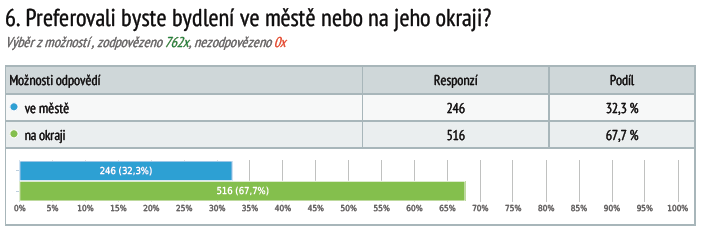 6. Preferovali byste bydlení ve městě nebo na jeho okraji?
Výběr z možností, zodpovězeno 762x, nezodpovězeno 0x
Možnosti odpovědí Responzí Podíl
ve městě 246 32,3 %
na okraji 516 67,7 %
246 (32,3%)
516 (67,7%)
0% 5% 10% 15% 20% 25% 30% 35% 40% 45% 50% 55% 60% 65% 70% 75% 80% 85% 90% 95% 100%